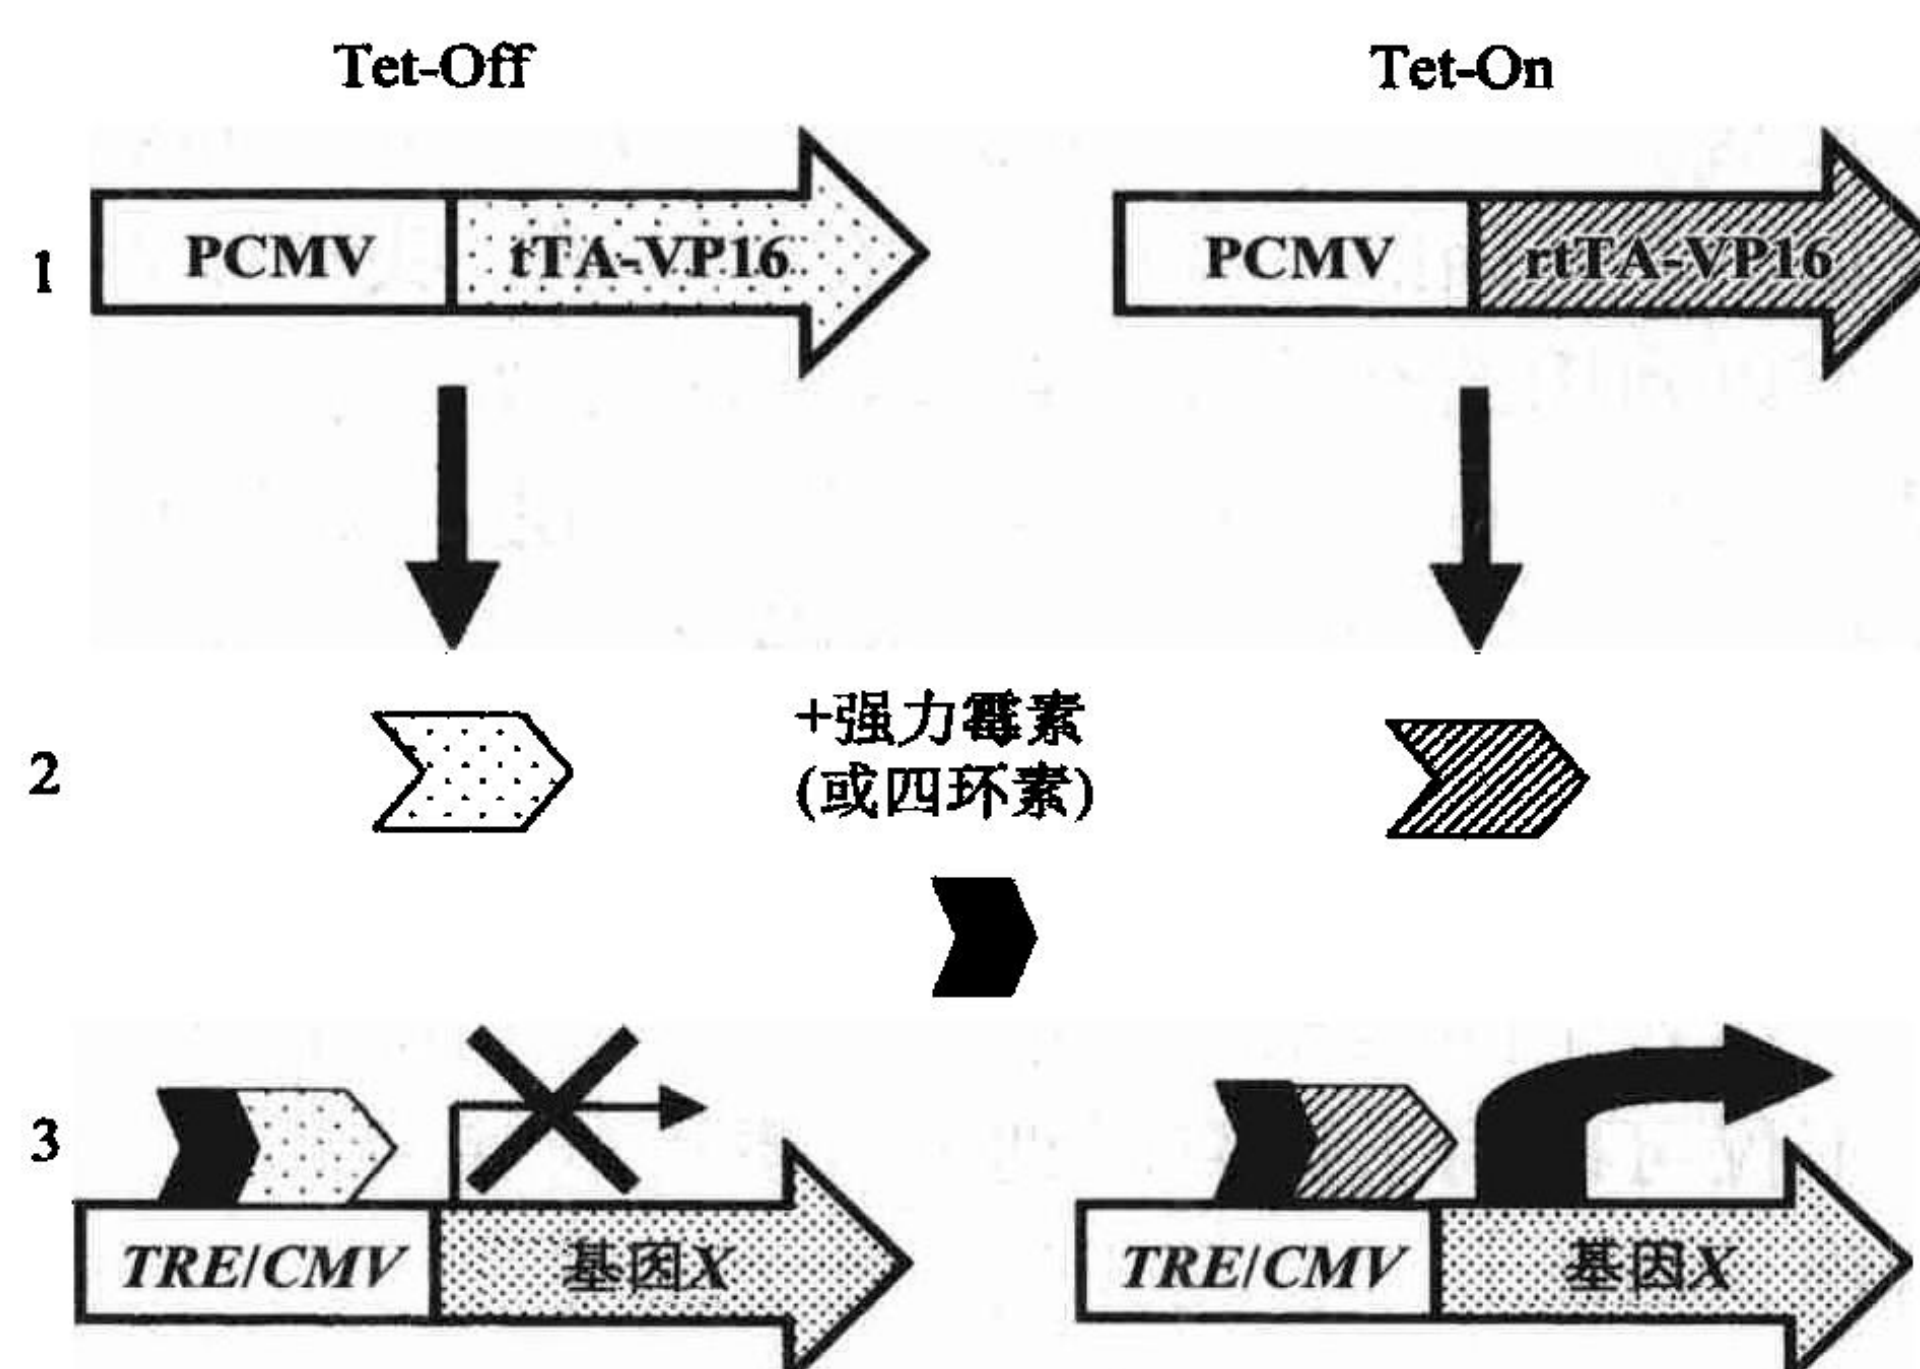 Tet-Off
Tet-On
1
PCMV
tTA-VP16
PCMV
rtTA-VP16
2
+强力霉素
(或四环素)
3
TRE/CMV
基因X
TRE/CMV
基因X